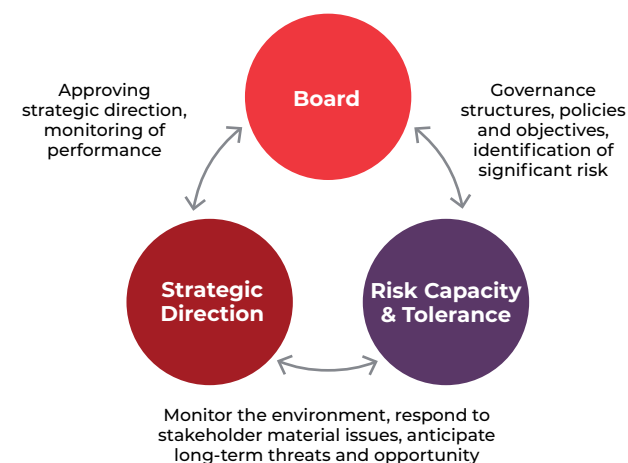 Board
Approving
strategic direction,
monitoring of
performance
Governance
structures, policies
and objectives,
identification of
significant risk
Strategic
Direction
Risk Capacity
& Tolerance
Monitor the environment, respond to
stakeholder material issues, anticipate
long-term threats and opportunity